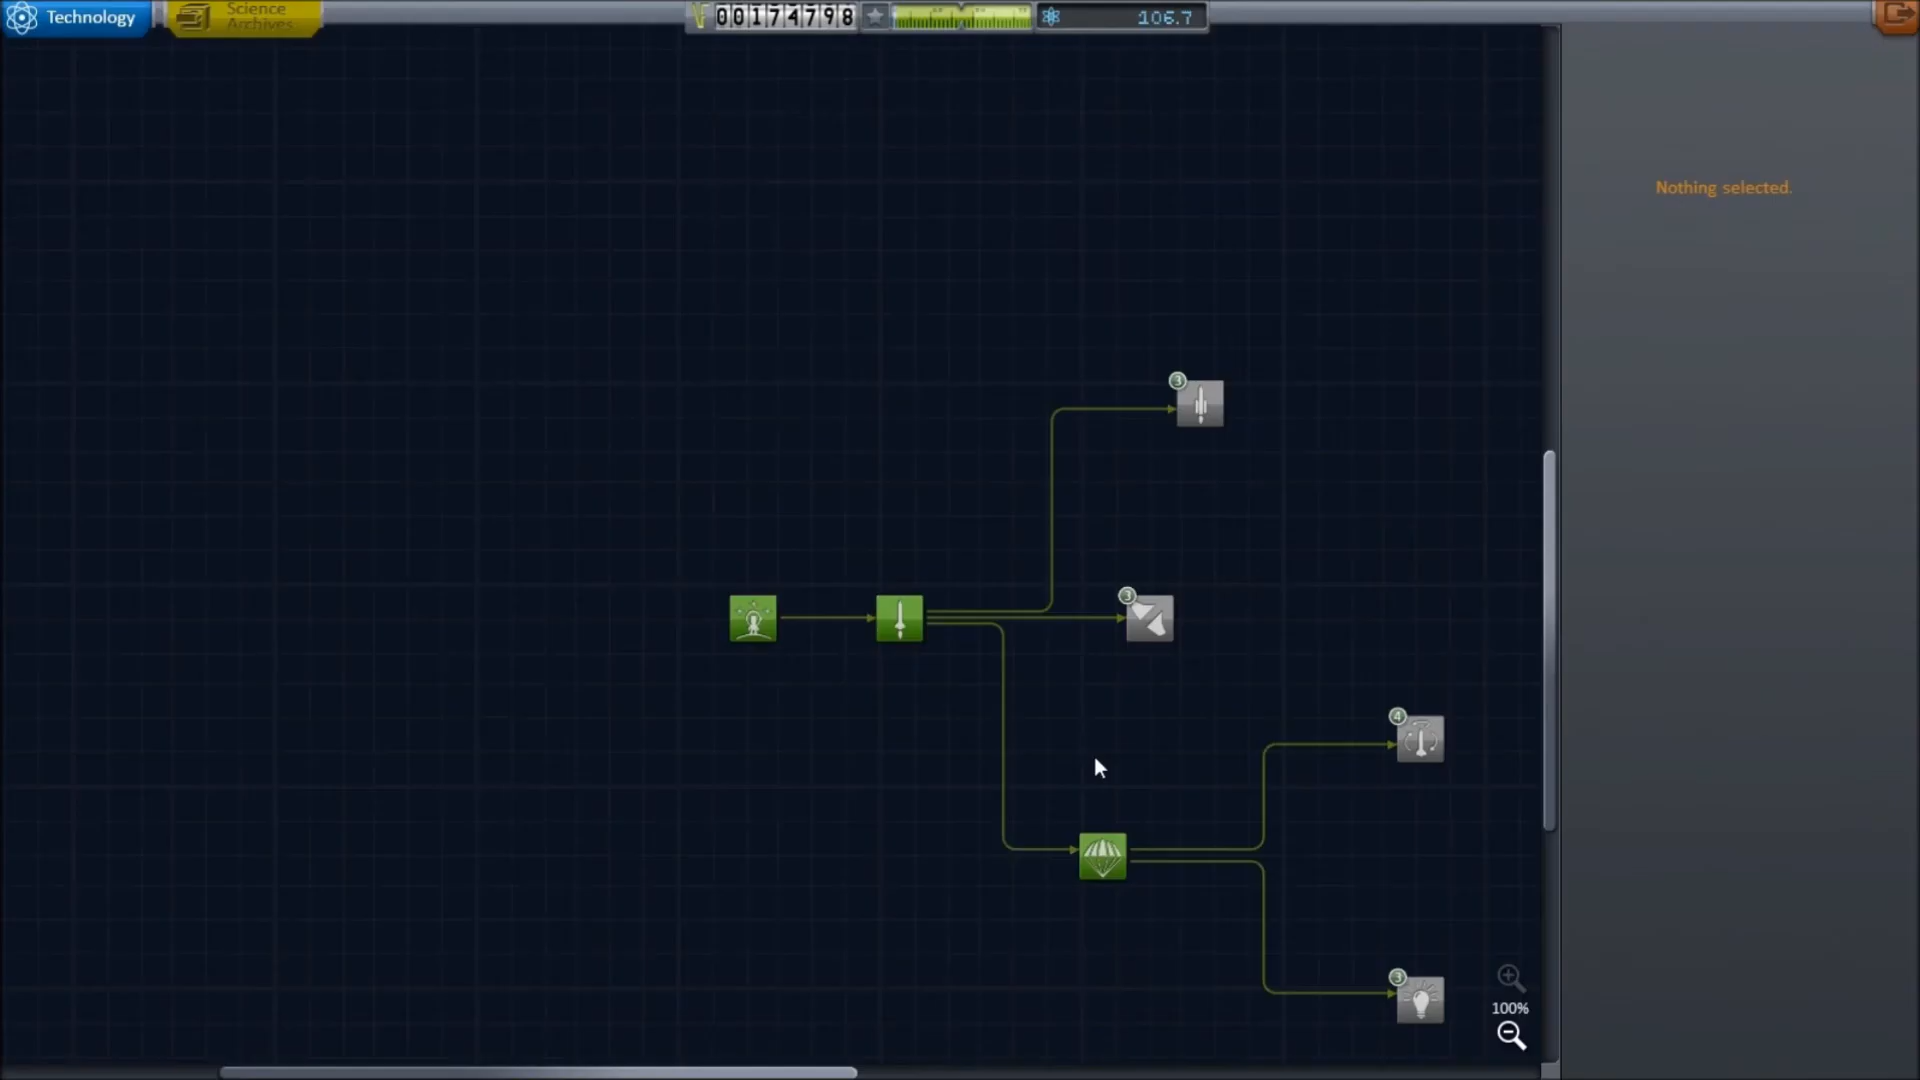 Technology
Science
Archives
00174798
106.7
Nothing selected.
3
3
4
3
100%